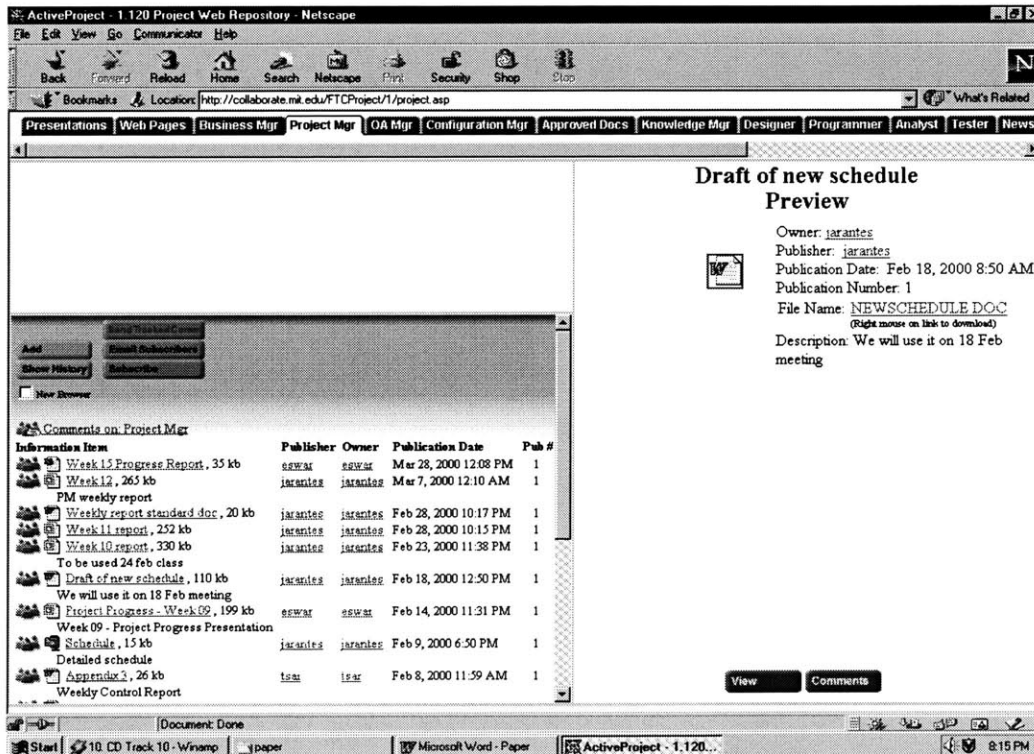 ActiveProject - 1.120 Project Web Repository - Netscape
File Edit View Go Communicator Help
Back Forward Reload Home Search Netscape Print Security Shop Stop
N
Bookmarks Location: http://collaborate.mit.edu/FTCProject/1/project.asp What's Related
Presentations Web Pages Business Mgr Project Mgr QA Mgr Configuration Mgr Approved Docs Knowledge Mgr Designer Programmer Analyst Tester News
Draft of new schedule
Preview
Owner: jarantes
Publisher: jarantes
Publication Date: Feb 18, 2000 8:50 AM
Publication Number: 1
File Name: NEWSCHEDULE.DOC
(Right mouse on link to download)
Description: We will use it on 18 Feb
meeting
Add Email Subscribers
Show History Subscribe
New Browser
Comments on: Project Mgr
Information Item Publisher Owner Publication Date Pub #
Week 15 Progress Report, 35 kb eswar eswar Mar 28, 2000 12:08 PM 1
Week 12, 265 kb jarantes jarantes Mar 7, 2000 12:10 AM 1
PM weekly report
Weekly report standard doc, 20 kb jarantes jarantes Feb 28, 2000 10:17 PM 1
Week 11 report, 252 kb jarantes jarantes Feb 28, 2000 10:15 PM 1
Week 10 report, 330 kb jarantes jarantes Feb 23, 2000 11:38 PM 1
To be used 24 feb class
Draft of new schedule, 110 kb jarantes jarantes Feb 18, 2000 12:50 PM 1
We will use it on 18 Feb meeting
Project Progress - Week 09, 199 kb eswar eswar Feb 14, 2000 11:31 PM 1
Week 09 - Project Progress Presentation
Schedule, 15 kb jarantes jarantes Feb 9, 2000 6:50 PM 1
Detailed schedule
Appendix 3, 26 kb tsar tsar Feb 8, 2000 11:59 AM 1
Weekly Control Report
View Comments
Document: Done
Start 10. CD Track 10 - Winamp paper Microsoft Word - Paper ActiveProject - 1.120... 8:15 PM